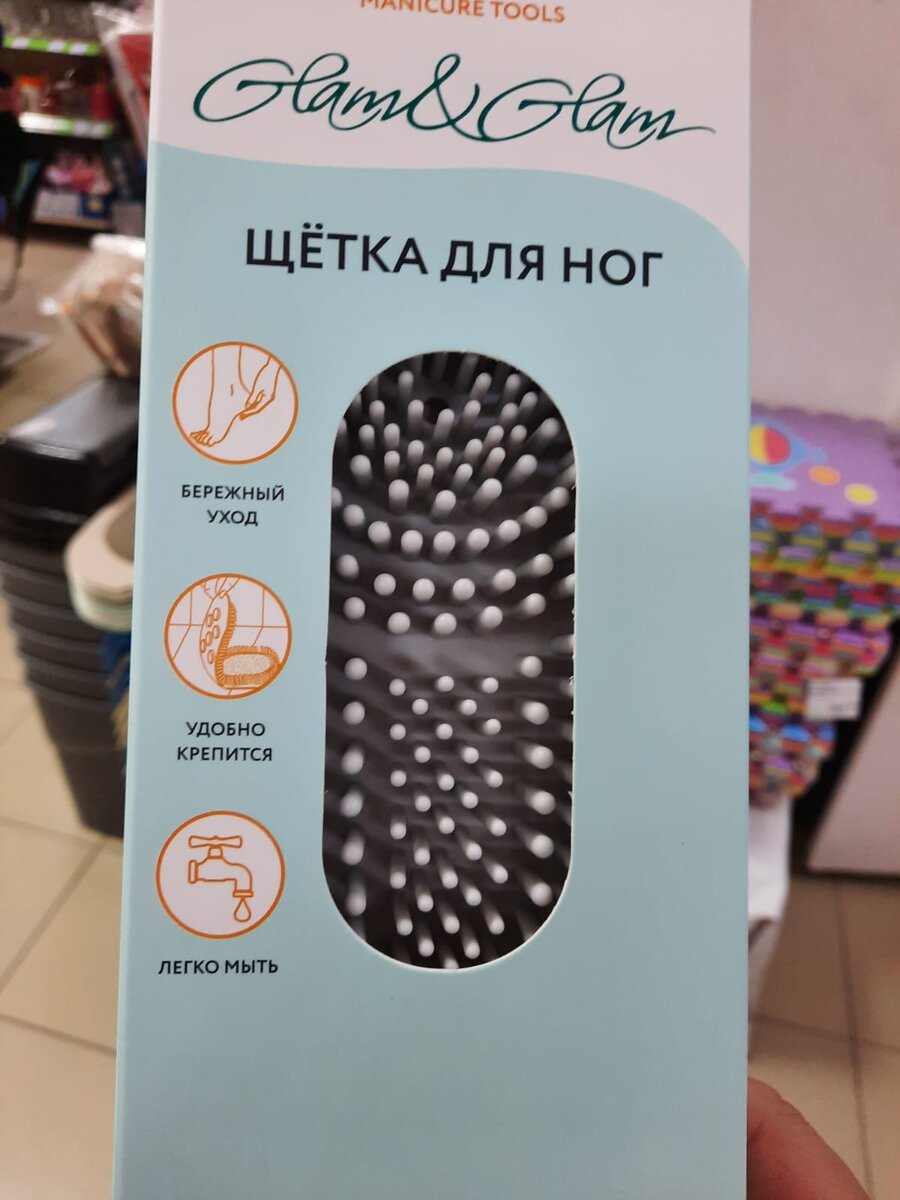 MANICURE TOOLS
Glam&Glam
ЩЁТКА ДЛЯ НОГ
БЕРЕЖНЫЙ
УХОД
УДОБНО
КРЕПИТСЯ
ЛЕГКО МЫТЬ